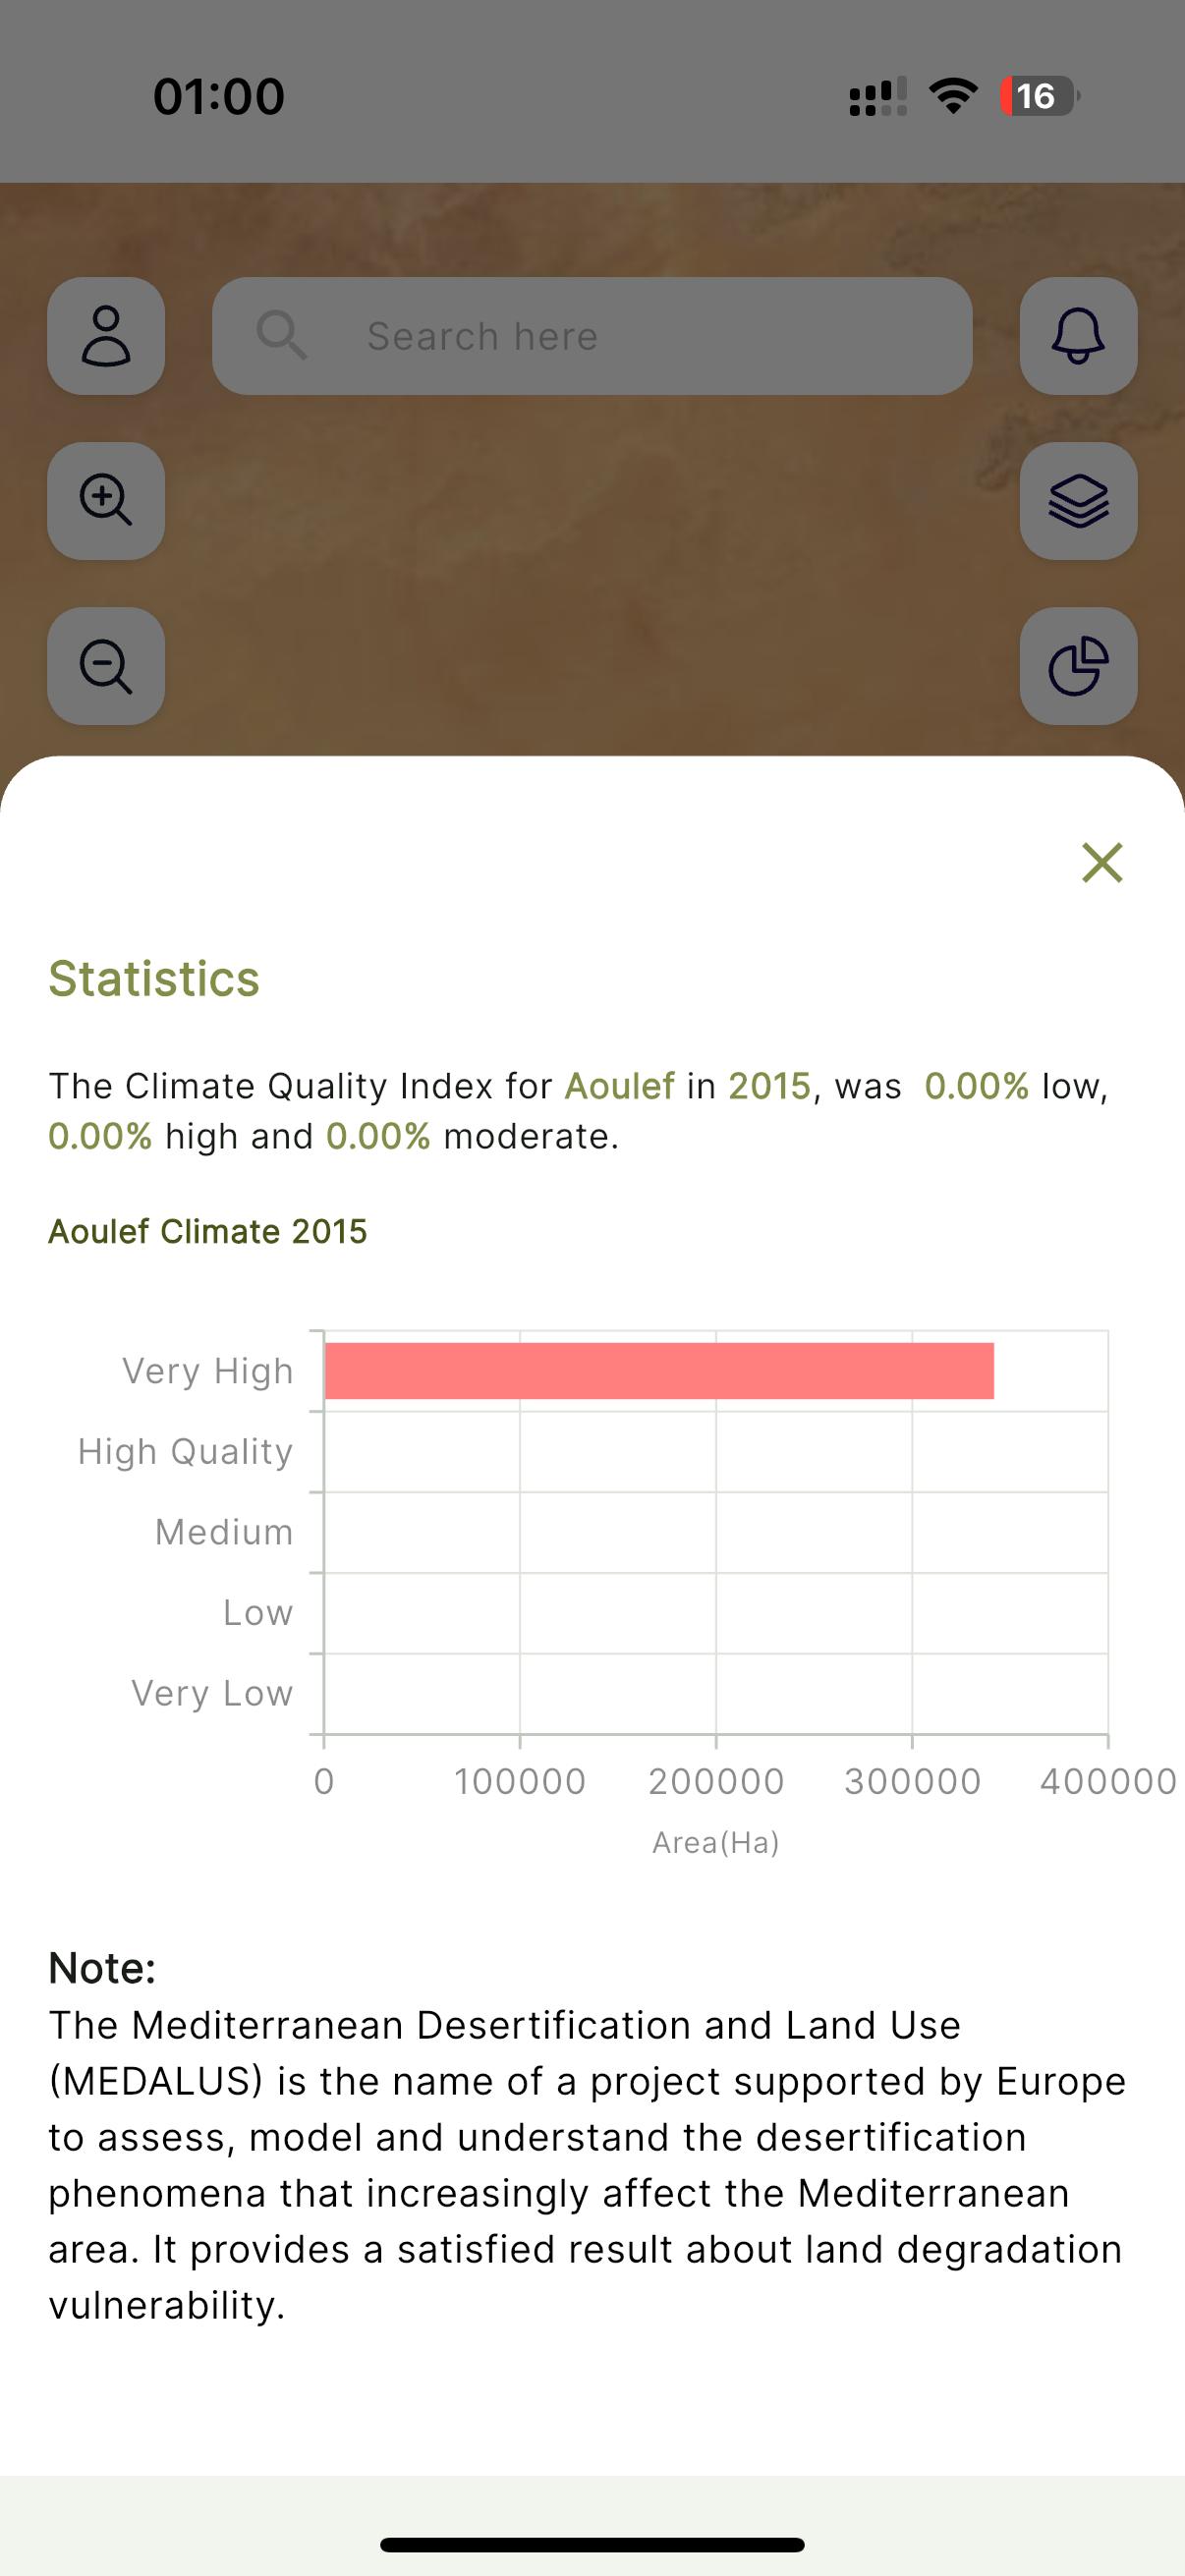 01:00
16
Search here
Statistics
The Climate Quality Index for Aoulef in 2015, was  0.00% low,
0.00% high and 0.00% moderate.
Aoulef Climate 2015
Very High
High Quality
Medium
Low
Very Low
0 100000 200000 300000 400000
Area(Ha)
Note:
The Mediterranean Desertification and Land Use
(MEDALUS) is the name of a project supported by Europe
to assess, model and understand the desertification
phenomena that increasingly affect the Mediterranean
area. It provides a satisfied result about land degradation
vulnerability.